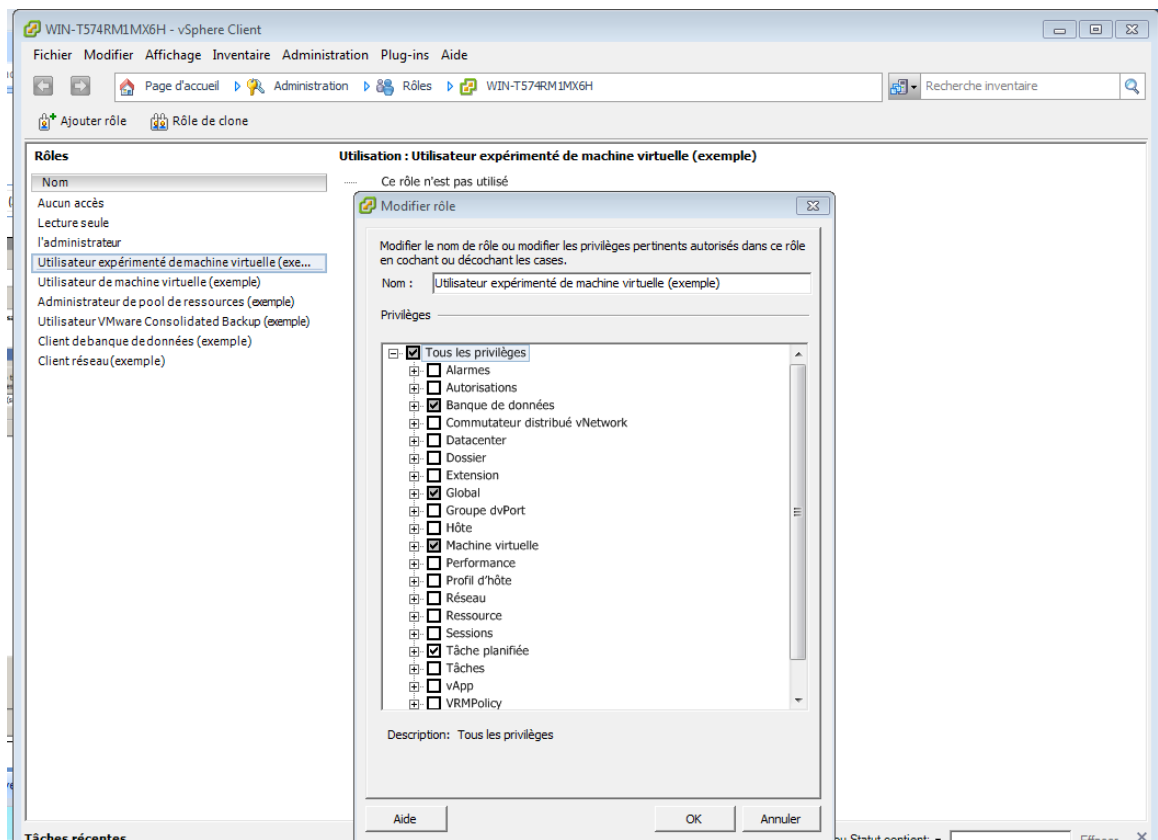 WIN-T574RM1MX6H - vSphere Client
Fichier Modifier Affichage Inventaire Administration Plug-ins Aide
Page d'accueil Administration Rôles WIN-T574RM1MX6H Recherche inventaire
Ajouter rôle Rôle de clone
Rôles
Nom
Aucun accès
Lecture seule
l'administrateur
Utilisateur expérimenté de machine virtuelle (exe...
Utilisateur de machine virtuelle (exemple)
Administrateur de pool de ressources (exemple)
Utilisateur VMware Consolidated Backup (exemple)
Client de banque de données (exemple)
Client réseau (exemple)
Utilisation : Utilisateur expérimenté de machine virtuelle (exemple)
Ce rôle n'est pas utilisé
Modifier rôle
Modifier le nom de rôle ou modifier les privilèges pertinents autorisés dans ce rôle
en cochant ou décochant les cases.
Nom : Utilisateur expérimenté de machine virtuelle (exemple)
Privilèges
Tous les privilèges
Alarmes
Autorisations
Banque de données
Commutateur distribué vNetwork
Datacenter
Dossier
Extension
Global
Groupe dvPort
Hôte
Machine virtuelle
Performance
Profil d'hôte
Réseau
Ressource
Sessions
Tâche planifiée
Tâches
vApp
VRMPolicy
Description: Tous les privilèges
Aide OK Annuler
Tâches récentes ou Statut contient: Effacer